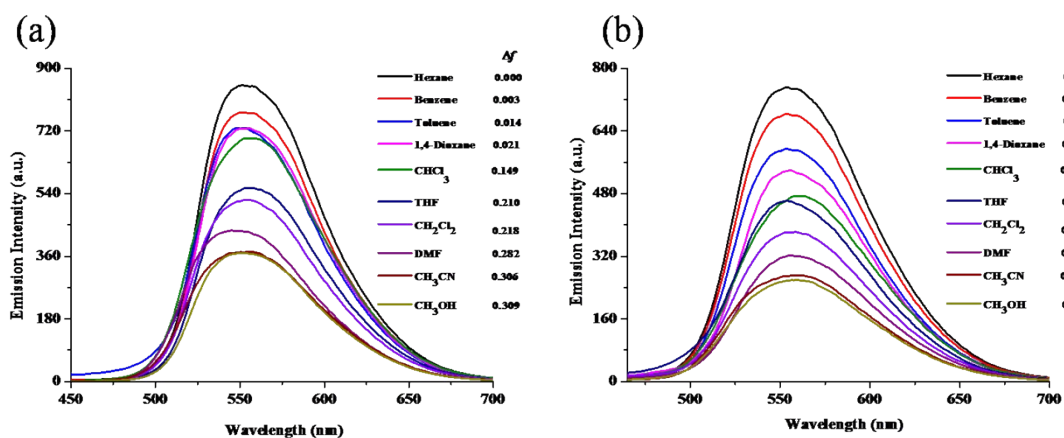 (a)
Emission Intensity (a.u.)
900
720
540
360
180
0
450
500
550
600
650
700
Wavelength (nm)
Δf
Hexane 0.000
Benzene 0.003
Toluene 0.014
1,4-Dioxane 0.021
CHCl3 0.149
THF 0.210
CH2Cl2 0.218
DMF 0.282
CH3CN 0.306
CH3OH 0.309
(b)
Emission Intensity (a.u.)
800
640
480
320
160
0
500
550
600
650
700
Wavelength (nm)
Hexane
Benzene
Toluene
1,4-Dioxane
CHCl3
THF
CH2Cl2
DMF
CH3CN
CH3OH